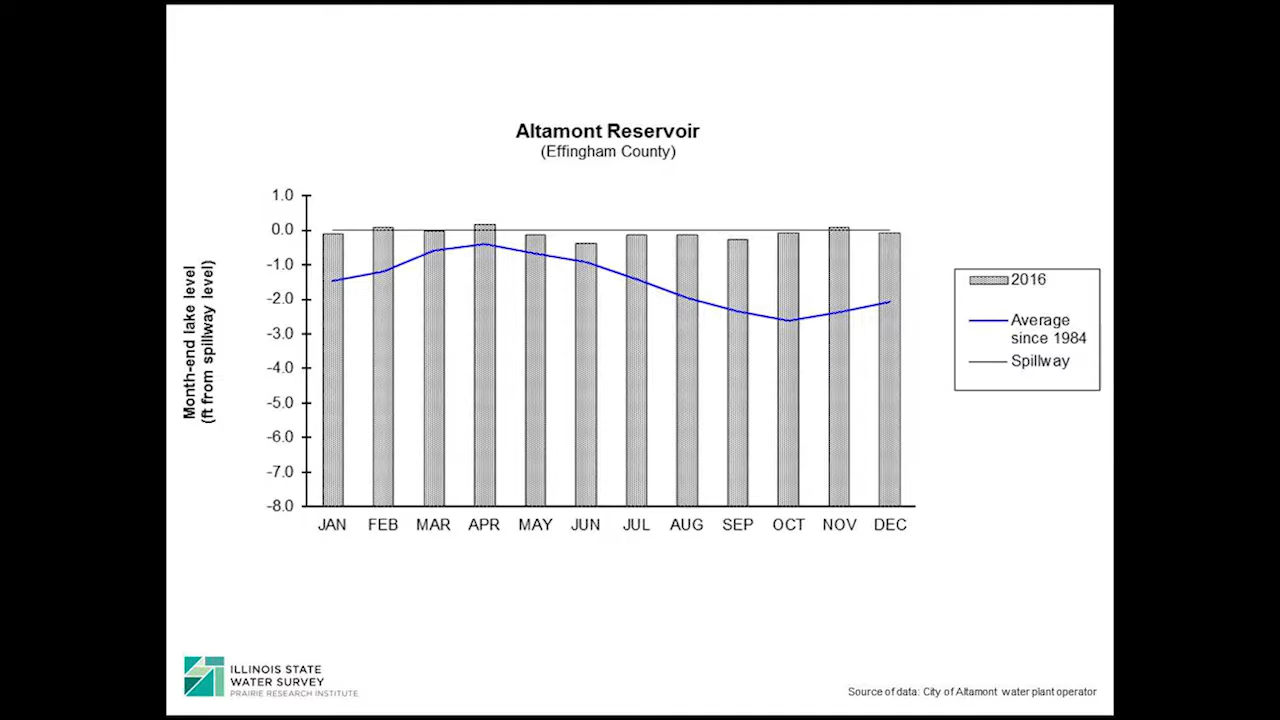 Altamont Reservoir
(Effingham County)
Month-end lake level
(ft from spillway level)
1.0
0.0
-1.0
-2.0
-3.0
-4.0
-5.0
-6.0
-7.0
-8.0
JAN FEB MAR APR MAY JUN JUL AUG SEP OCT NOV DEC
2016
Average
since 1984
Spillway
ILLINOIS STATE
WATER SURVEY
PRAIRIE RESEARCH INSTITUTE
Source of data: City of Altamont water plant operator